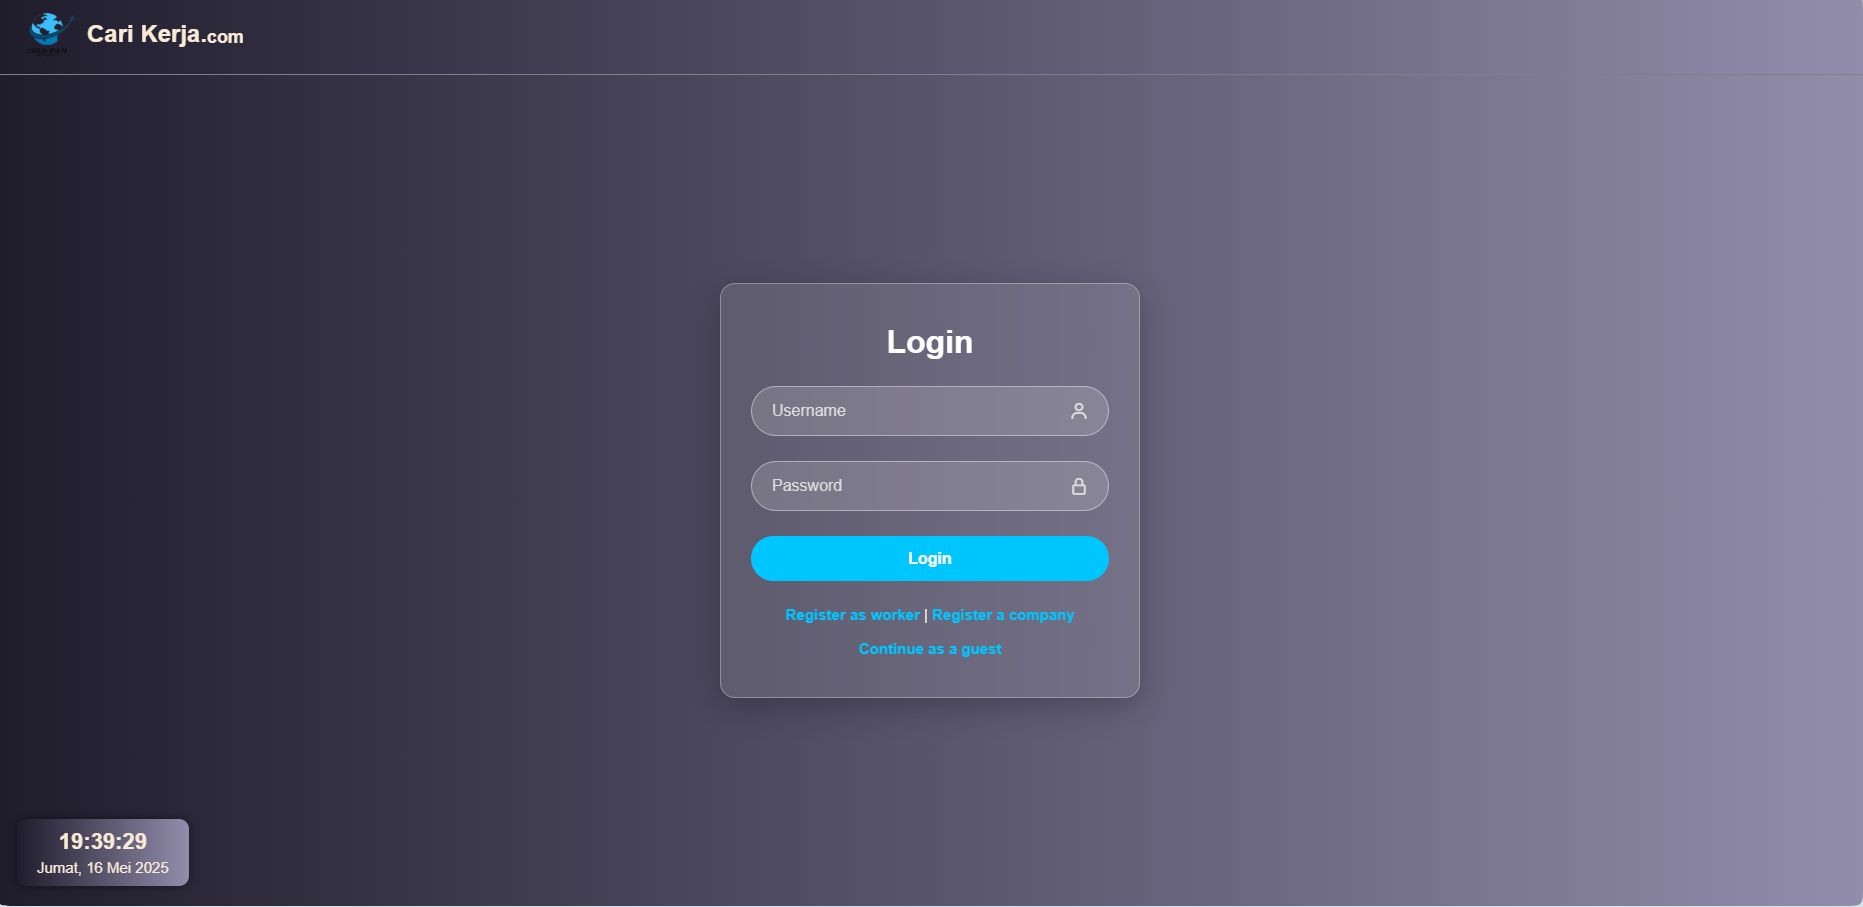 Cari Kerja.com
Login
Username
Password
Login
Register as worker | Register a company
Continue as a guest
19:39:29
Jumat, 16 Mei 2025